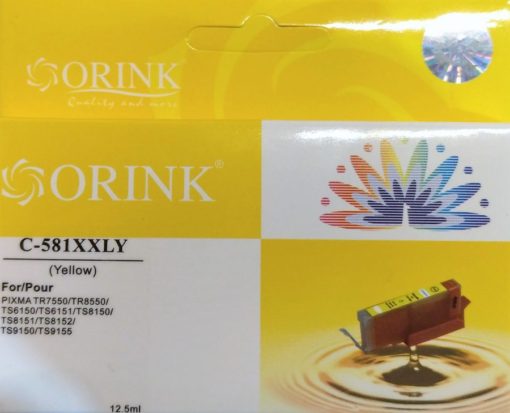 ORINK®
Quality and more
ORINK®
C-581XXLY
(Yellow)
For/Pour
PIXMA TR7550/TR8550/
TS6150/TS6151/TS8150/
TS8151/TS8152/
TS9150/TS9155
12.5ml